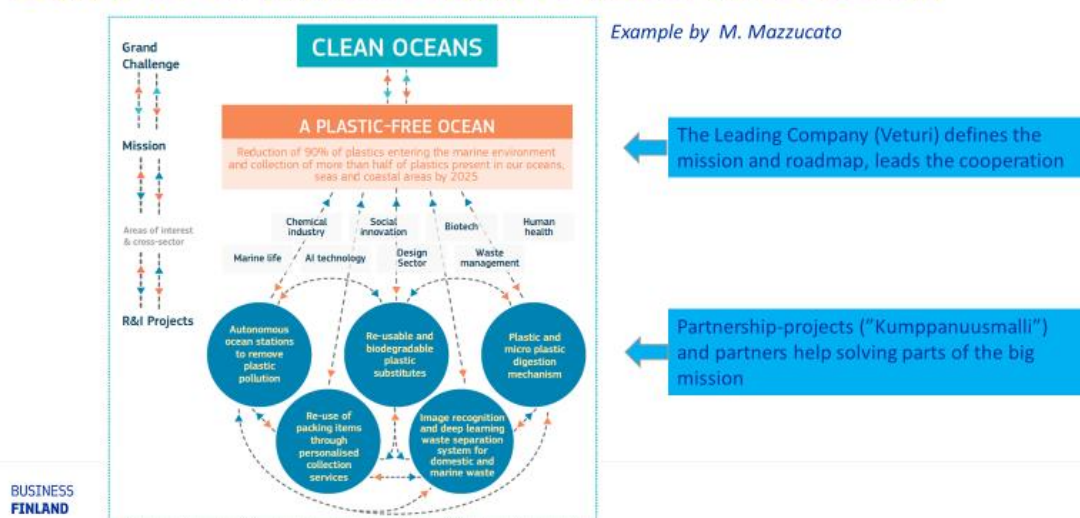 Example by M. Mazzucato
CLEAN OCEANS
Grand
Challenge
A PLASTIC-FREE OCEAN
Reduction of 90% of plastics entering the marine environment
and collection of more than half of plastics present in our oceans,
seas and coastal areas by 2025
Mission
The Leading Company (Veturi) defines the
mission and roadmap, leads the cooperation
Areas of interest
& cross-sector
Chemical
industry
Social
innovation
Biotech
Human
health
Marine life
AI technology
Design
Sector
Waste
management
R&I Projects
Autonomous
ocean stations
to remove
plastic
pollution
Re-usable and
biodegradable
plastic
substitutes
Plastic and
micro plastic
digestion
mechanism
Partnership-projects ("Kumppanuusmalli")
and partners help solving parts of the big
mission
Re-use of
packing items
through
personalised
collection
services
Image recognition
and deep learning
waste separation
system for
domestic and
marine waste
BUSINESS
FINLAND